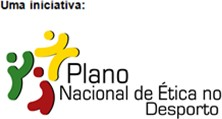 Uma iniciativa:
Plano
Nacional de Ética no
Desporto